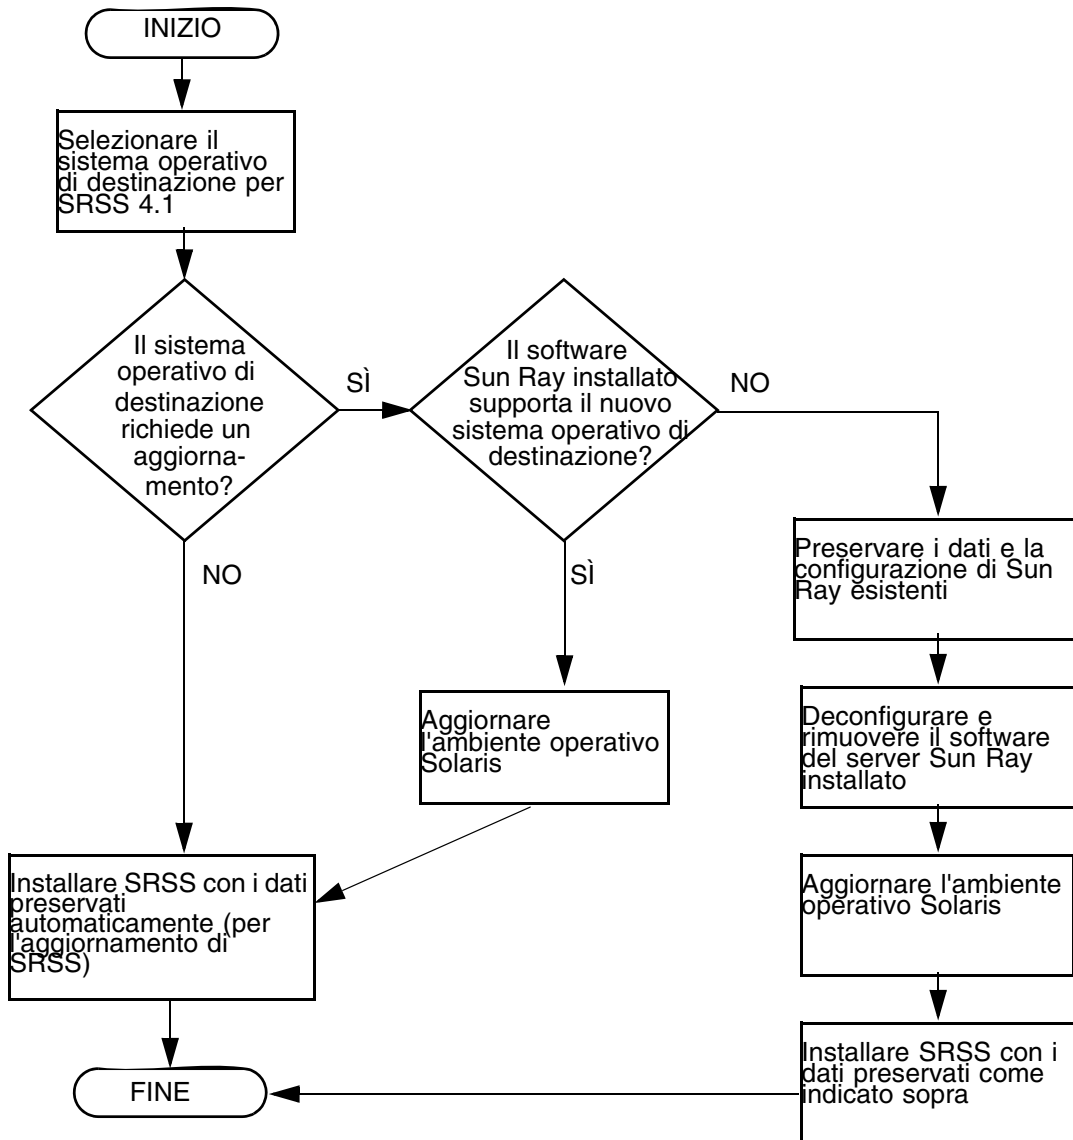 INIZIO
Selezionare il
sistema operativo
di destinazione per
SRSS 4.1
Il sistema
operativo di
destinazione
richiede un
aggiorna-
mento?
SÌ
Il software
Sun Ray installato
supporta il nuovo
sistema operativo di
destinazione?
NO
NO
SÌ
Preservare i dati e la
configurazione di Sun
Ray esistenti
Aggiornare
l'ambiente operativo
Solaris
Deconfigurare e
rimuovere il software
del server Sun Ray
installato
Installare SRSS con i dati
preservati
automaticamente (per
l'aggiornamento di
SRSS)
Aggiornare l'ambiente
operativo Solaris
Installare SRSS con i
dati preservati come
indicato sopra
FINE